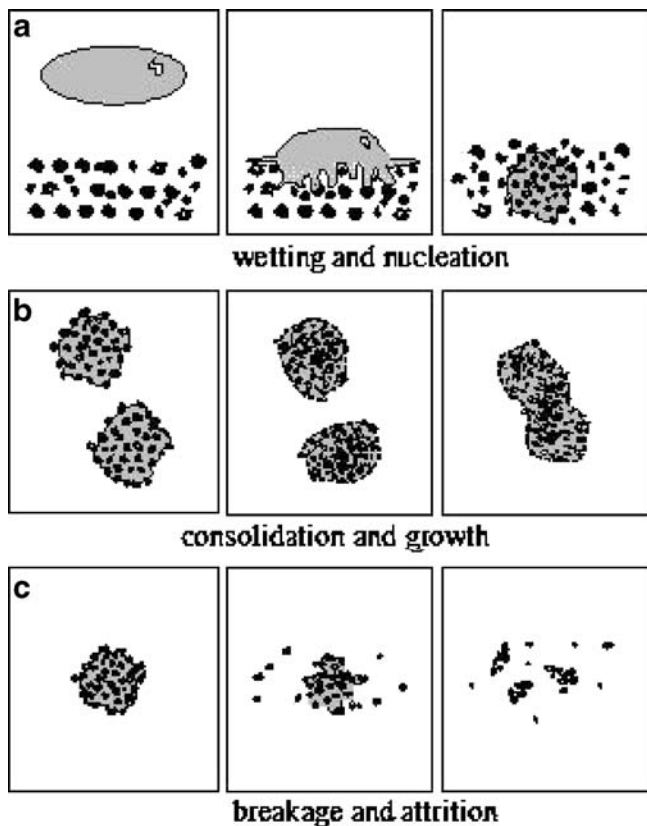 a
wetting and nucleation
b
consolidation and growth
c
breakage and attrition